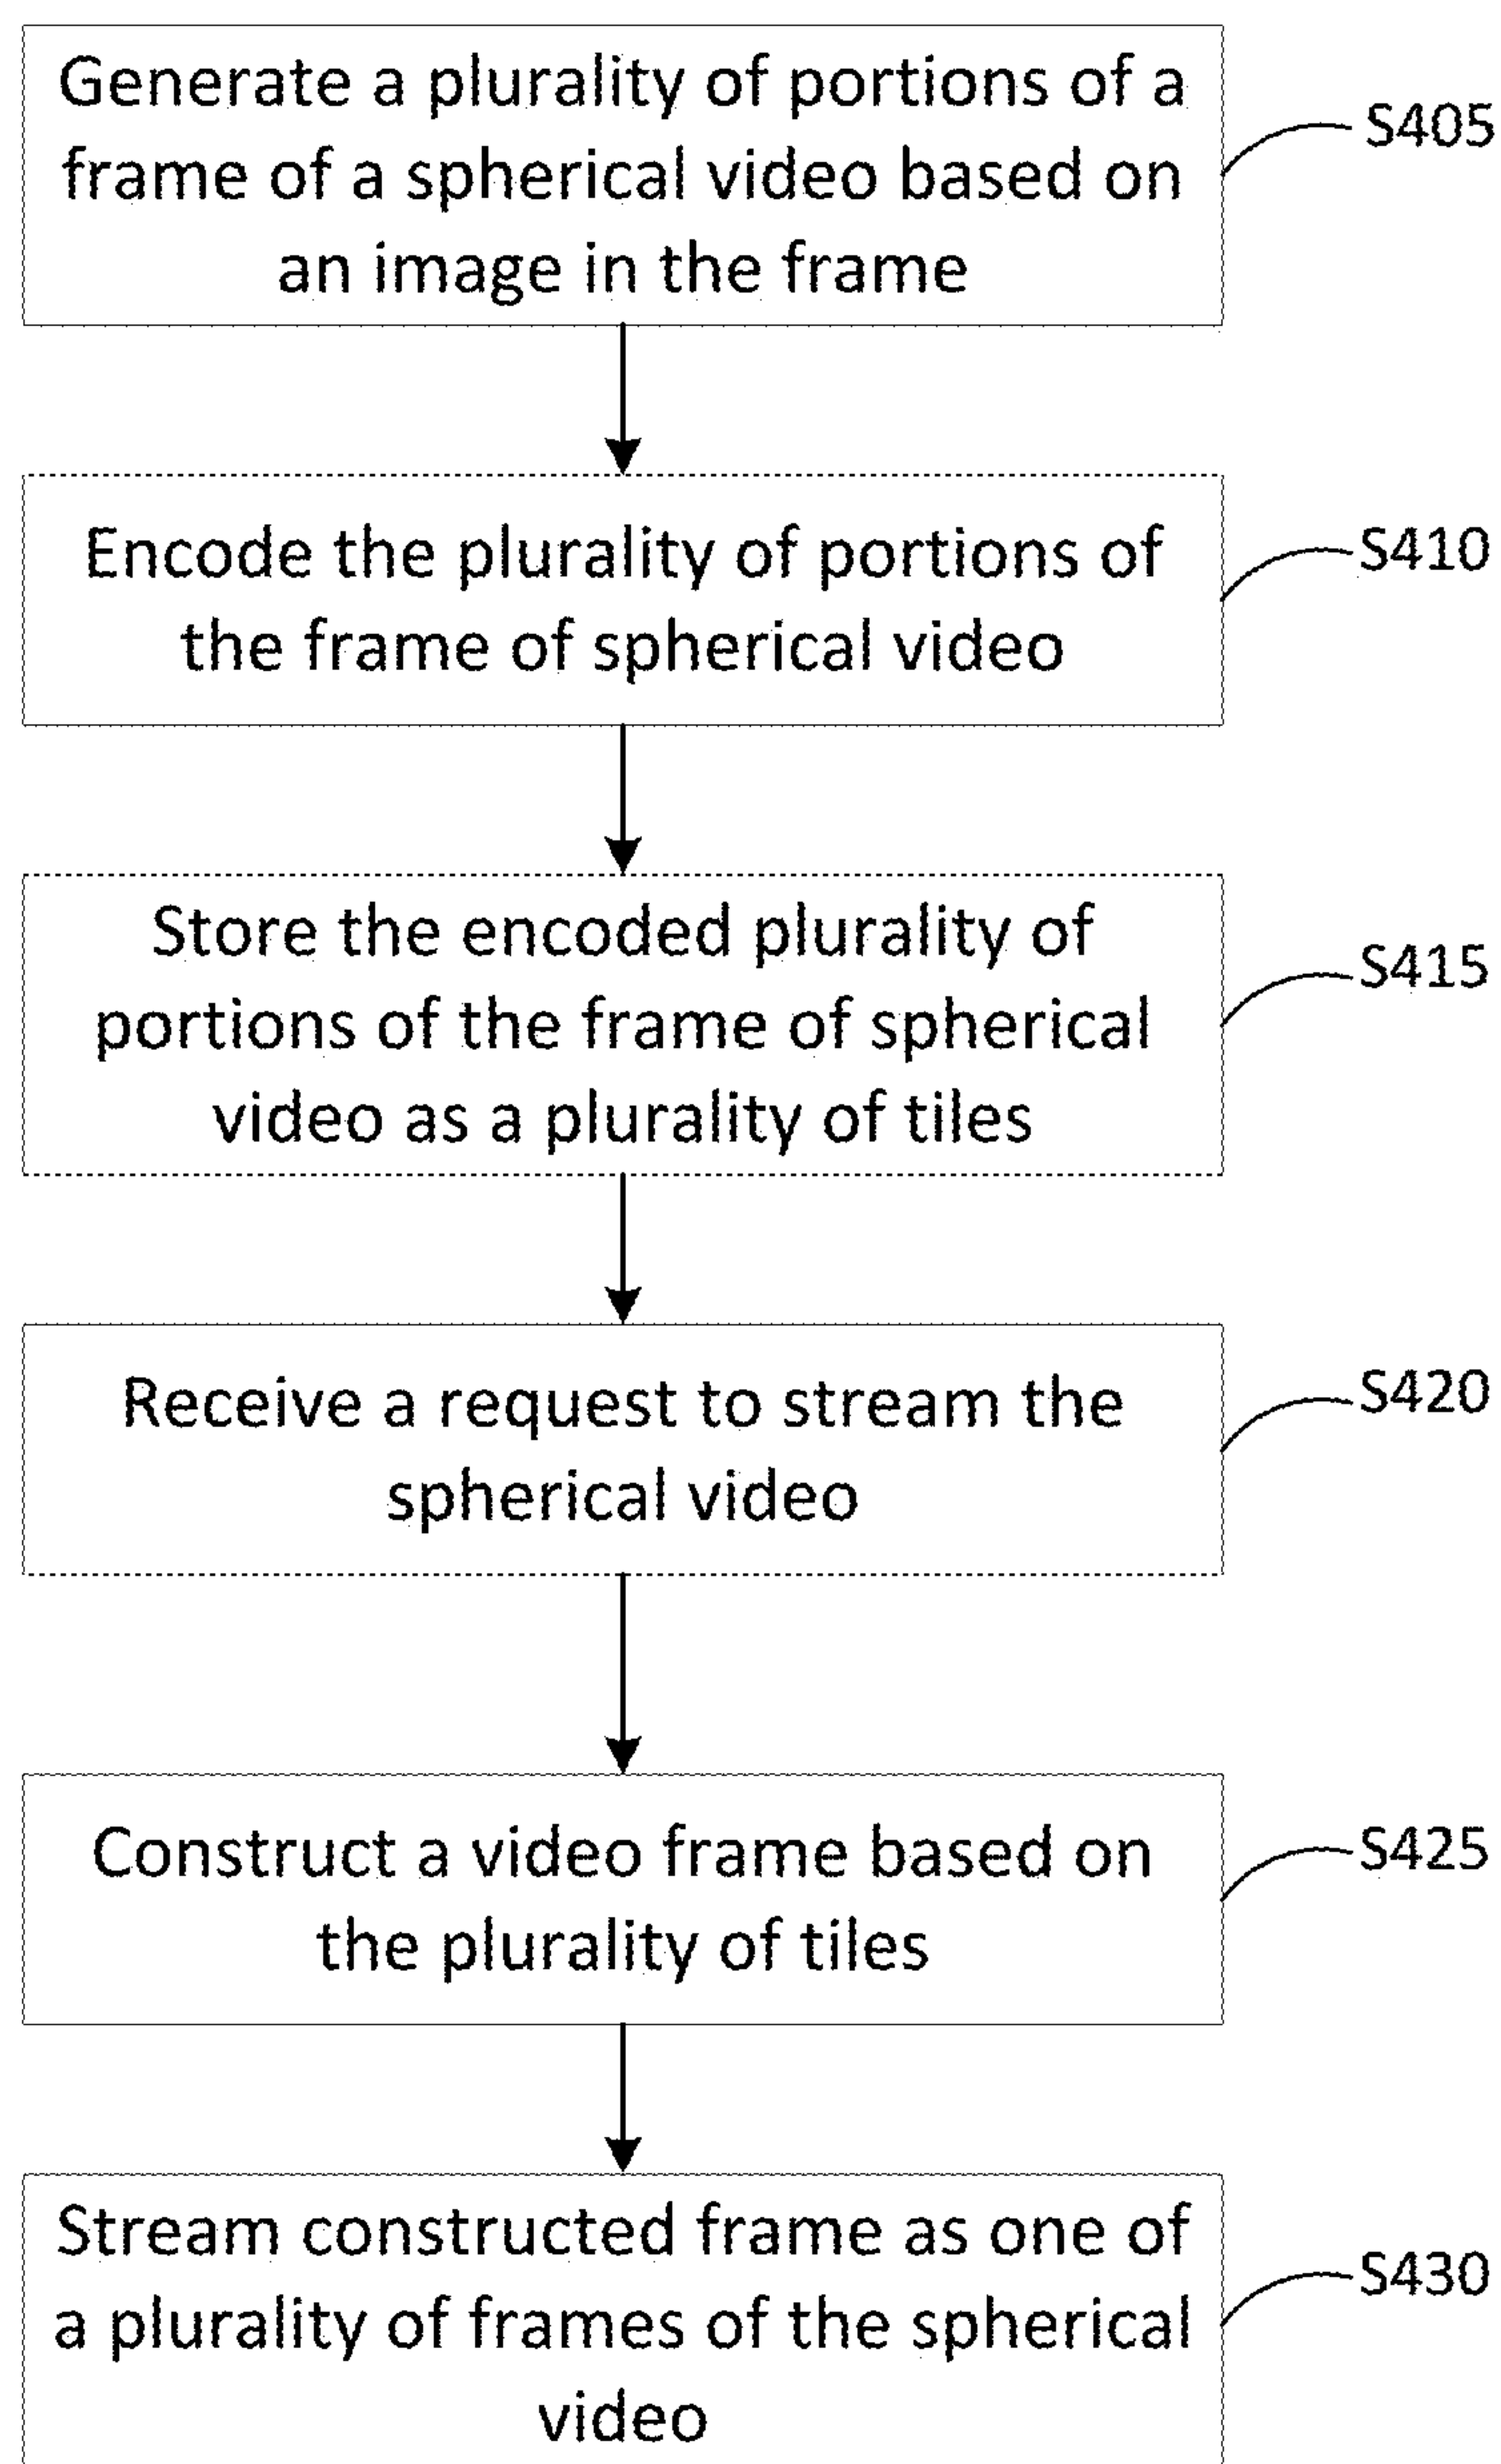 Generate a plurality of portions of a
frame of a spherical video based on
an image in the frame
S405
Encode the plurality of portions of
the frame of spherical video
S410
Store the encoded plurality of
portions of the frame of spherical
video as a plurality of tiles
S415
Receive a request to stream the
spherical video
S420
Construct a video frame based on
the plurality of tiles
S425
Stream constructed frame as one of
a plurality of frames of the spherical
video
S430